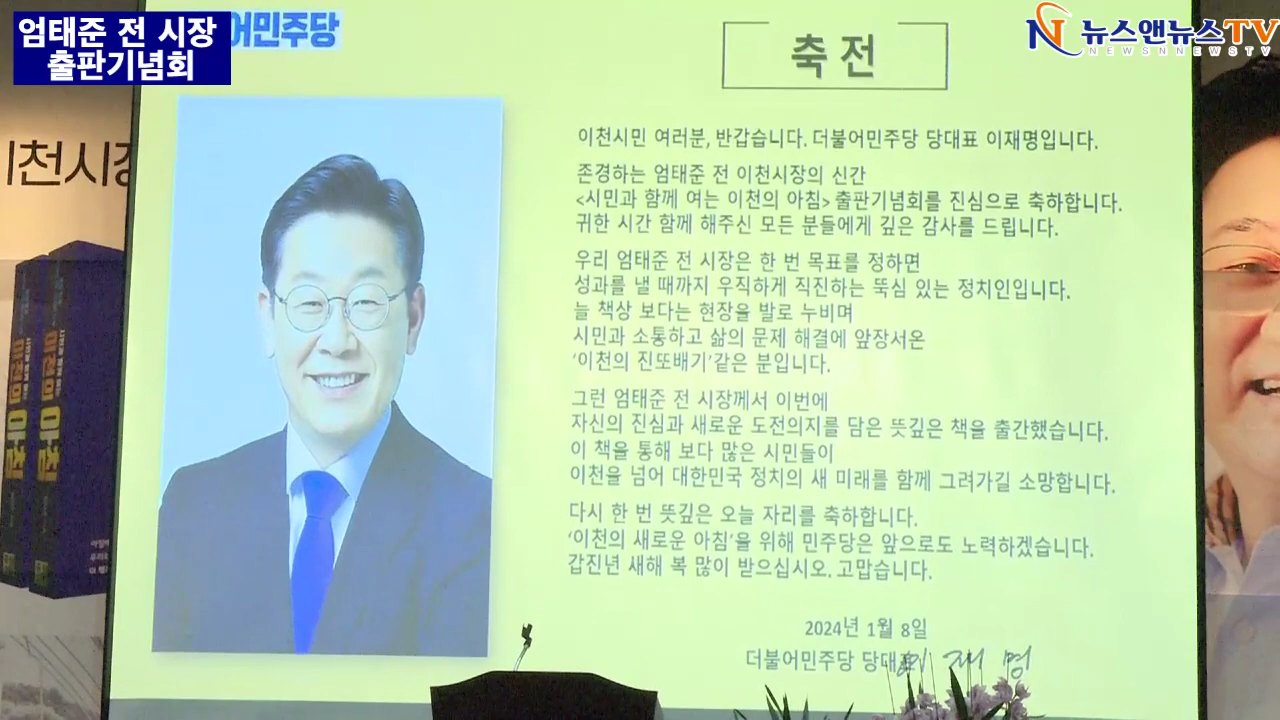 엄태준 전 시장
출판기념회
어민주당
뉴스앤뉴스TV
NEWSNNEWSTV
축 전
이천시민 여러분, 반갑습니다. 더불어민주당 당대표 이재명입니다.
존경하는 엄태준 전 이천시장의 신간
<시민과 함께 여는 이천의 아침> 출판기념회를 진심으로 축하합니다.
귀한 시간 함께 해주신 모든 분들에게 깊은 감사를 드립니다.
우리 엄태준 전 시장은 한 번 목표를 정하면
성과를 낼 때까지 우직하게 직진하는 뚝심 있는 정치인입니다.
늘 책상 보다는 현장을 발로 누비며
시민과 소통하고 삶의 문제 해결에 앞장서온
'이천의 진또배기'같은 분입니다.
그런 엄태준 전 시장께서 이번에
자신의 진심과 새로운 도전의지를 담은 뜻깊은 책을 출간했습니다.
이 책을 통해 보다 많은 시민들이
이천을 넘어 대한민국 정치의 새 미래를 함께 그려가길 소망합니다.
다시 한 번 뜻깊은 오늘 자리를 축하합니다.
'이천의 새로운 아침'을 위해 민주당은 앞으로도 노력하겠습니다.
갑진년 새해 복 많이 받으십시오. 고맙습니다.
2024년 1월 8일
더불어민주당 당대표 이 재 명
이천시장
이천의 아침
이천의 아침